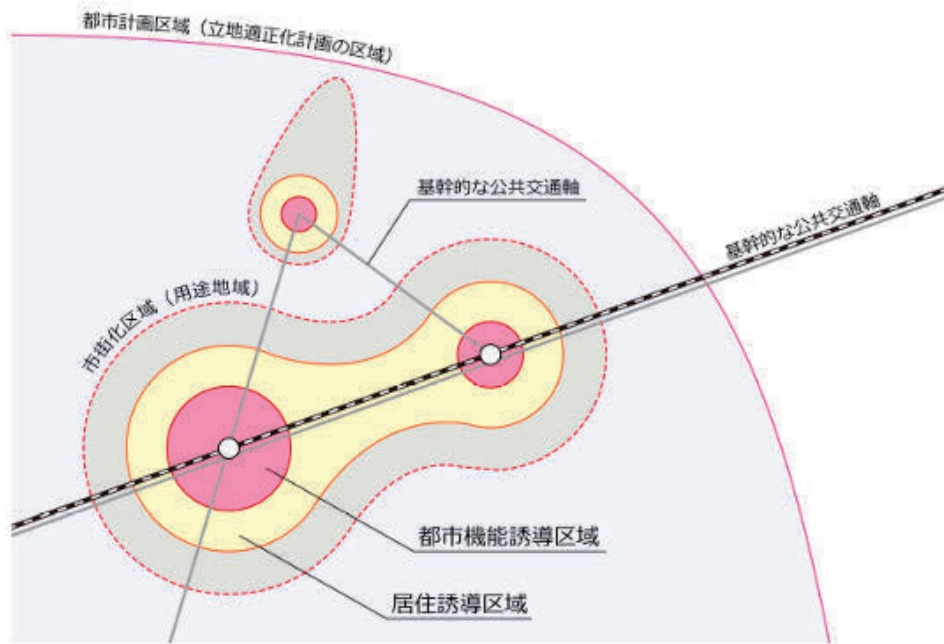 都市計画区域（立地適正化計画の区域）
基幹的な公共交通軸
基幹的な公共交通軸
市街化区域（用途地域）
都市機能誘導区域
居住誘導区域